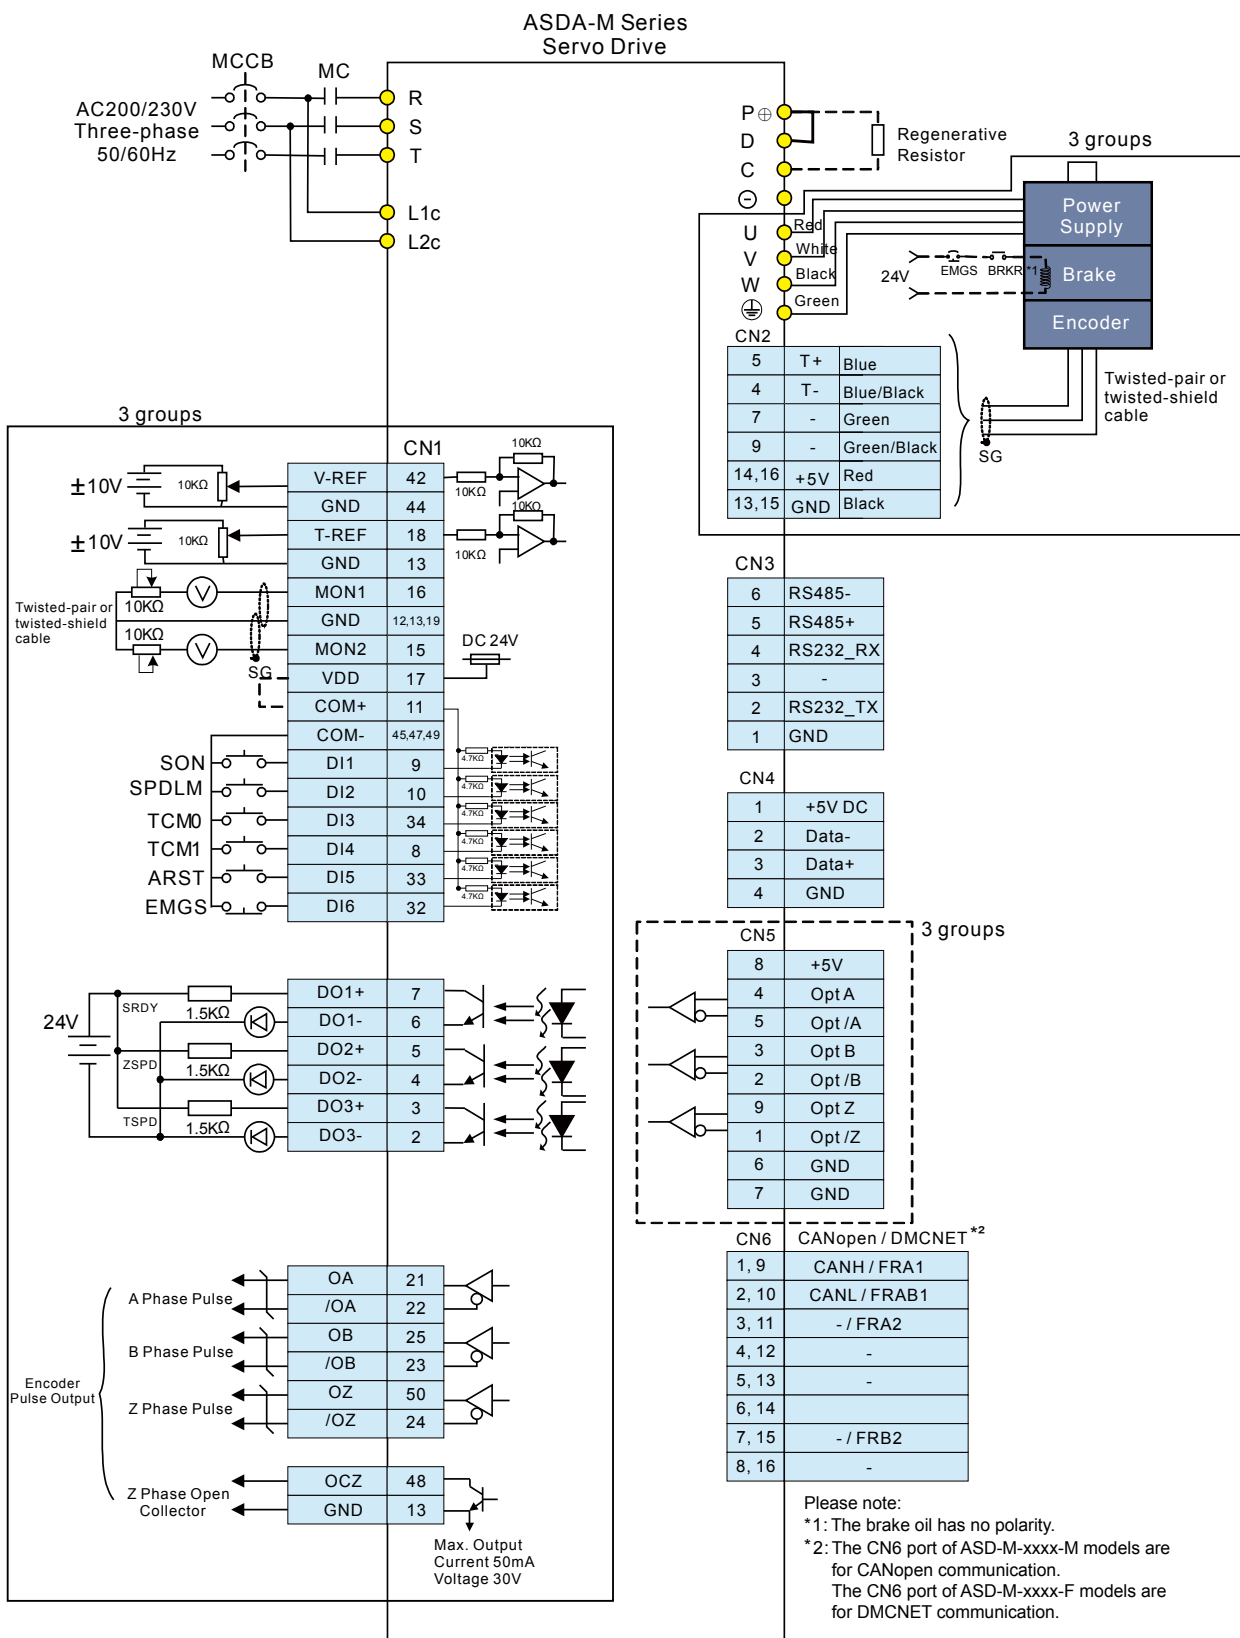 ASDA-M Series
Servo Drive
MCCB
MC
AC200/230V
Three-phase
50/60Hz
R
S
T
L1c
L2c
P⊕
D
C
⊖
U
V
W
Regenerative
Resistor
3 groups
Red
White
Black
Green
Power
Supply
24V
EMGS
BRKR
*1
Brake
Encoder
Twisted-pair or
twisted-shield
cable
SG
CN2
5 T+ Blue
4 T- Blue/Black
7 - Green
9 - Green/Black
14,16 +5V Red
13,15 GND Black
3 groups
CN1
±10V
10KΩ
V-REF 42
GND 44
10KΩ
10KΩ
±10V
10KΩ
T-REF 18
GND 13
10KΩ
10KΩ
Twisted-pair or
twisted-shield
cable
10KΩ
V
10KΩ
V
SG
MON1 16
GND 12,13,19
MON2 15
VDD 17
DC 24V
COM+ 11
COM- 45,47,49
SON DI1 9 4.7KΩ
SPDLM DI2 10 4.7KΩ
TCM0 DI3 34 4.7KΩ
TCM1 DI4 8 4.7KΩ
ARST DI5 33 4.7KΩ
EMGS DI6 32 4.7KΩ
24V
SRDY
1.5KΩ
DO1+ 7
DO1- 6
ZSPD
1.5KΩ
DO2+ 5
DO2- 4
TSPD
1.5KΩ
DO3+ 3
DO3- 2
Encoder
Pulse Output
A Phase Pulse
OA 21
/OA 22
B Phase Pulse
OB 25
/OB 23
Z Phase Pulse
OZ 50
/OZ 24
Z Phase Open
Collector
OCZ 48
GND 13
Max. Output
Current 50mA
Voltage 30V
CN3
6 RS485-
5 RS485+
4 RS232_RX
3 -
2 RS232_TX
1 GND
CN4
1 +5V DC
2 Data-
3 Data+
4 GND
3 groups
CN5
8 +5V
4 Opt A
5 Opt /A
3 Opt B
2 Opt /B
9 Opt Z
1 Opt /Z
6 GND
7 GND
CN6 CANopen / DMCNET *2
1, 9 CANH / FRA1
2, 10 CANL / FRAB1
3, 11 - / FRA2
4, 12 -
5, 13 -
6, 14
7, 15 - / FRB2
8, 16 -
Please note:
*1: The brake oil has no polarity.
*2: The CN6 port of ASD-M-xxxx-M models are
for CANopen communication.
The CN6 port of ASD-M-xxxx-F models are
for DMCNET communication.